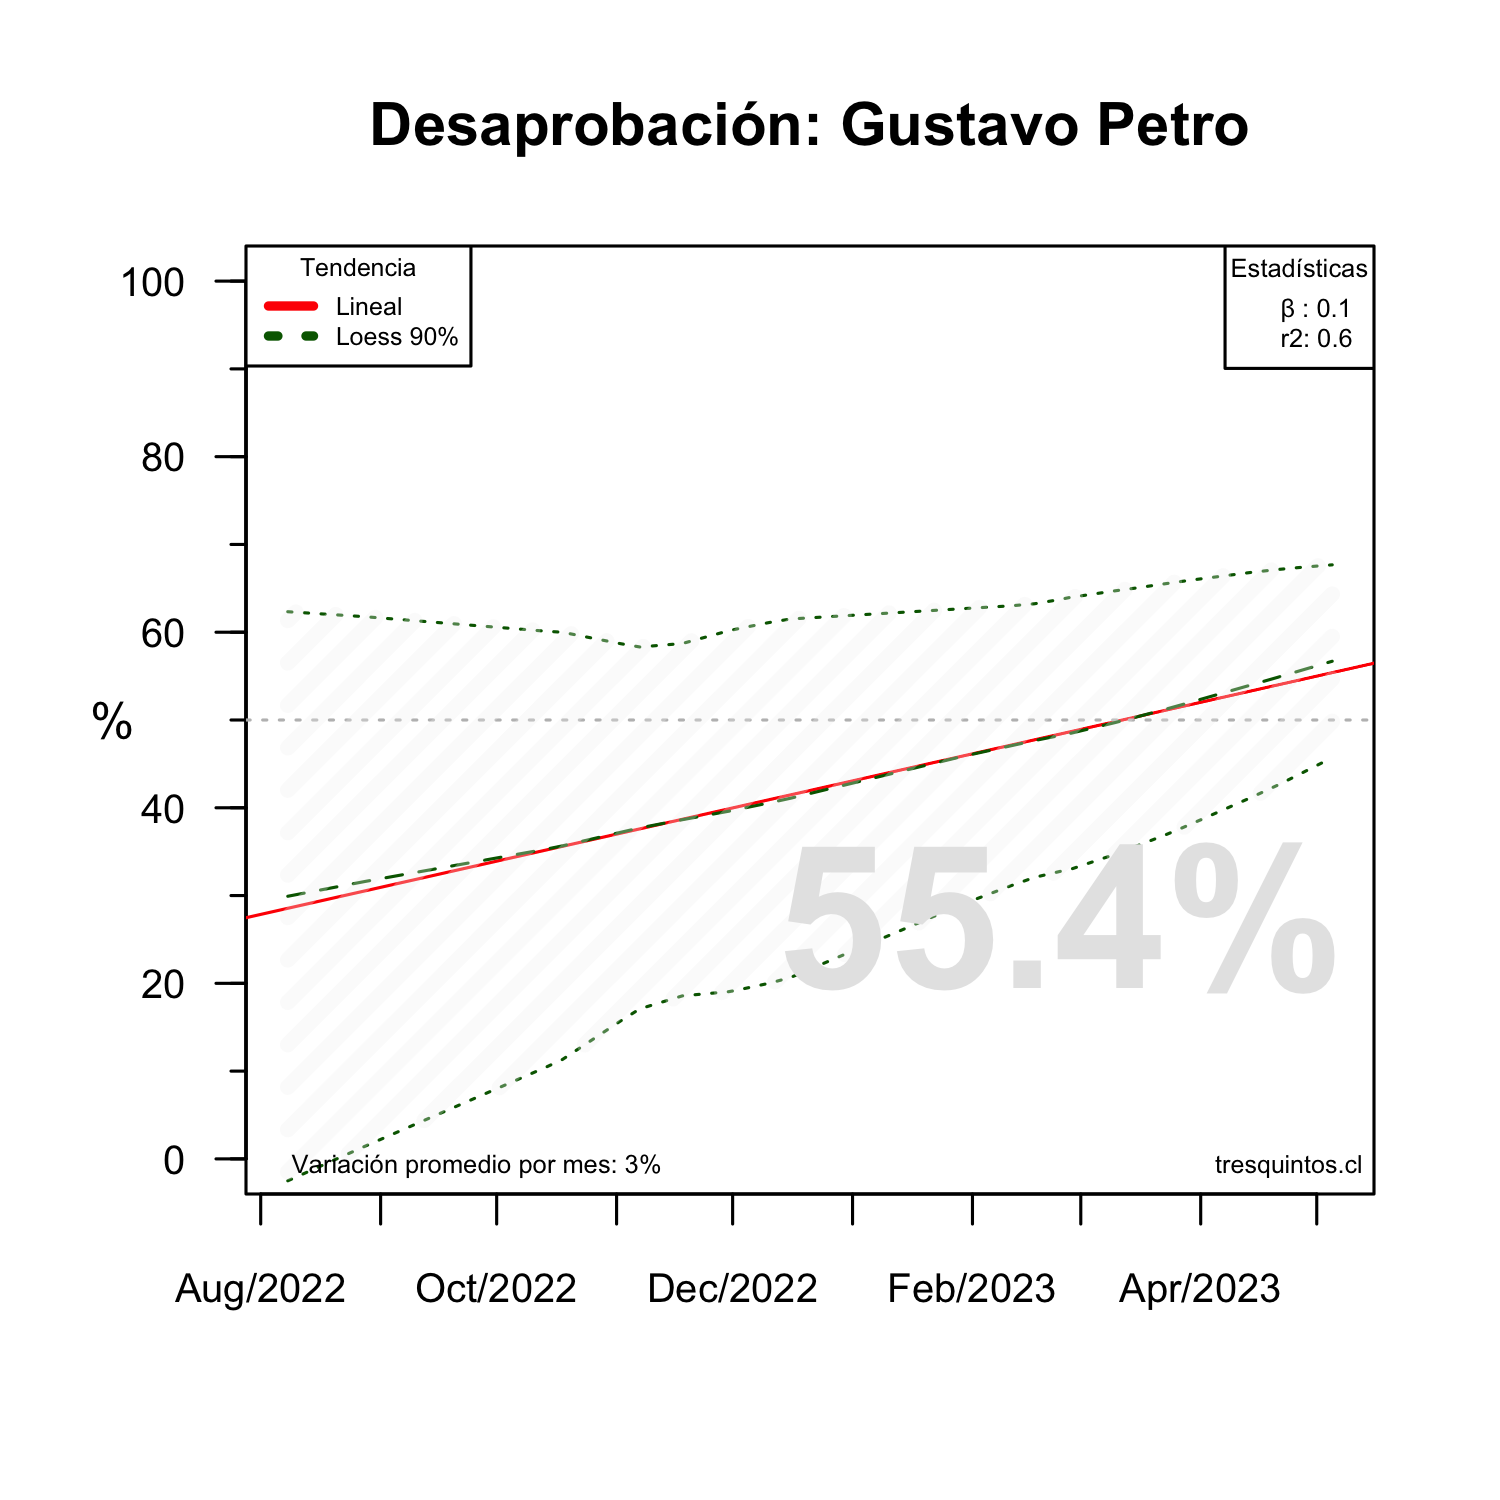 Desaprobación: Gustavo Petro
Tendencia
Lineal
Loess 90%
Estadísticas
β : 0.1
r2: 0.6
100
80
60
%
40
20
0
55.4%
Variación promedio por mes: 3%
tresquintos.cl
Aug/2022
Oct/2022
Dec/2022
Feb/2023
Apr/2023